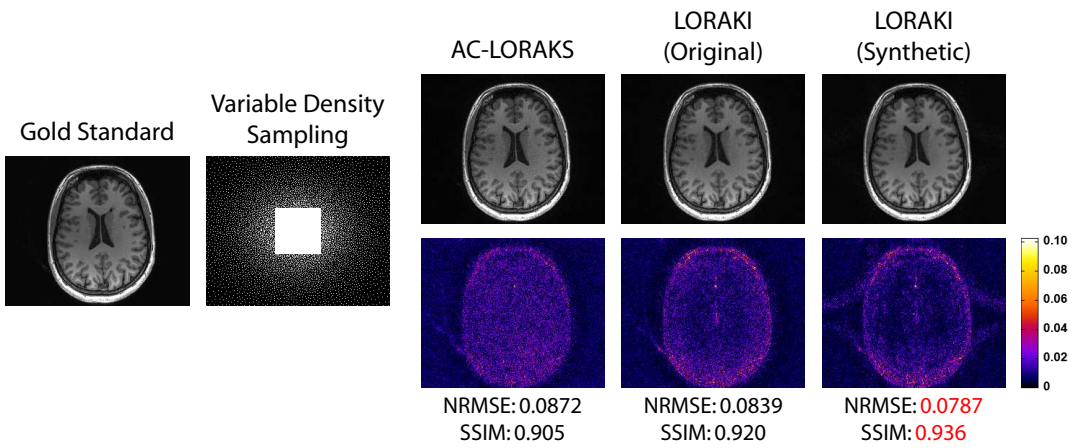 Gold Standard
Variable Density
Sampling
AC-LORAKS
LORAKI
(Original)
LORAKI
(Synthetic)
0.10
0.08
0.06
0.04
0.02
0
NRMSE: 0.0872
SSIM: 0.905
NRMSE: 0.0839
SSIM: 0.920
NRMSE: 0.0787
SSIM: 0.936